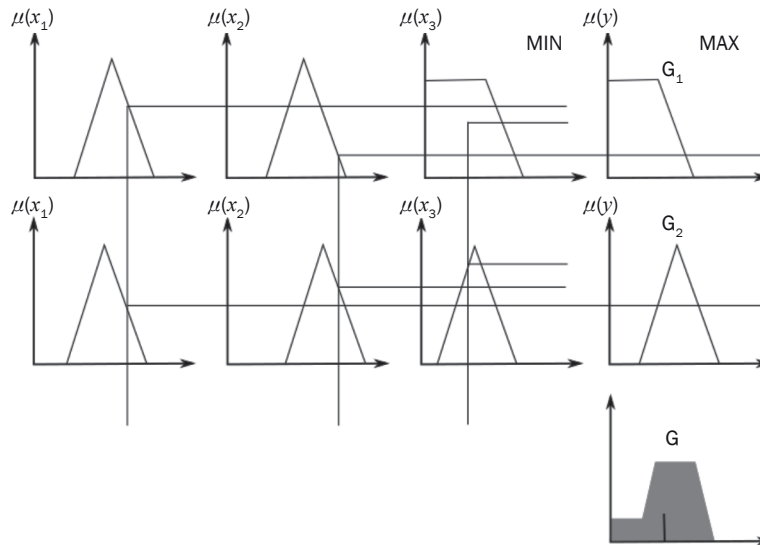 μ(x₁) μ(x₂) μ(x₃) MIN μ(y) MAX
G₁
μ(x₁) μ(x₂) μ(x₃) μ(y) G₂
G